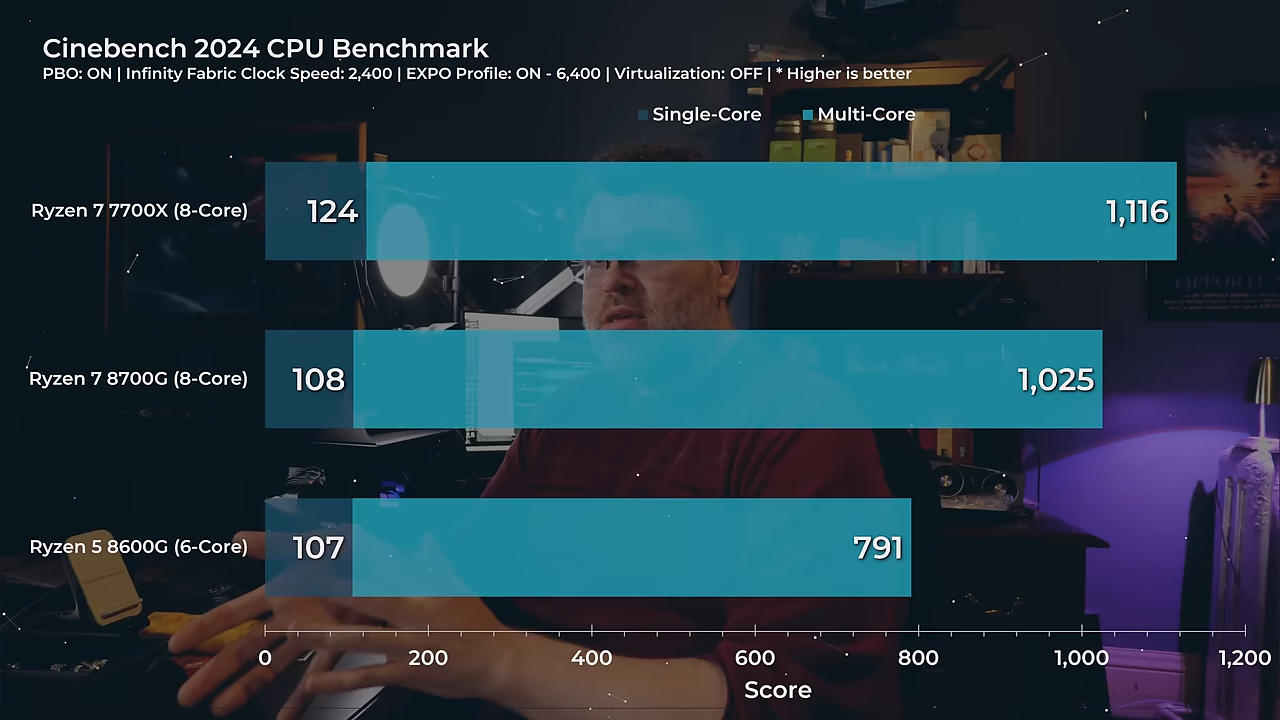 Cinebench 2024 CPU Benchmark
PBO: ON | Infinity Fabric Clock Speed: 2,400 | EXPO Profile: ON - 6,400 | Virtualization: OFF | * Higher is better
Single-Core Multi-Core
Ryzen 7 7700X (8-Core) 124 1,116
Ryzen 7 8700G (8-Core) 108 1,025
Ryzen 5 8600G (6-Core) 107 791
0 200 400 600 800 1,000 1,200
Score